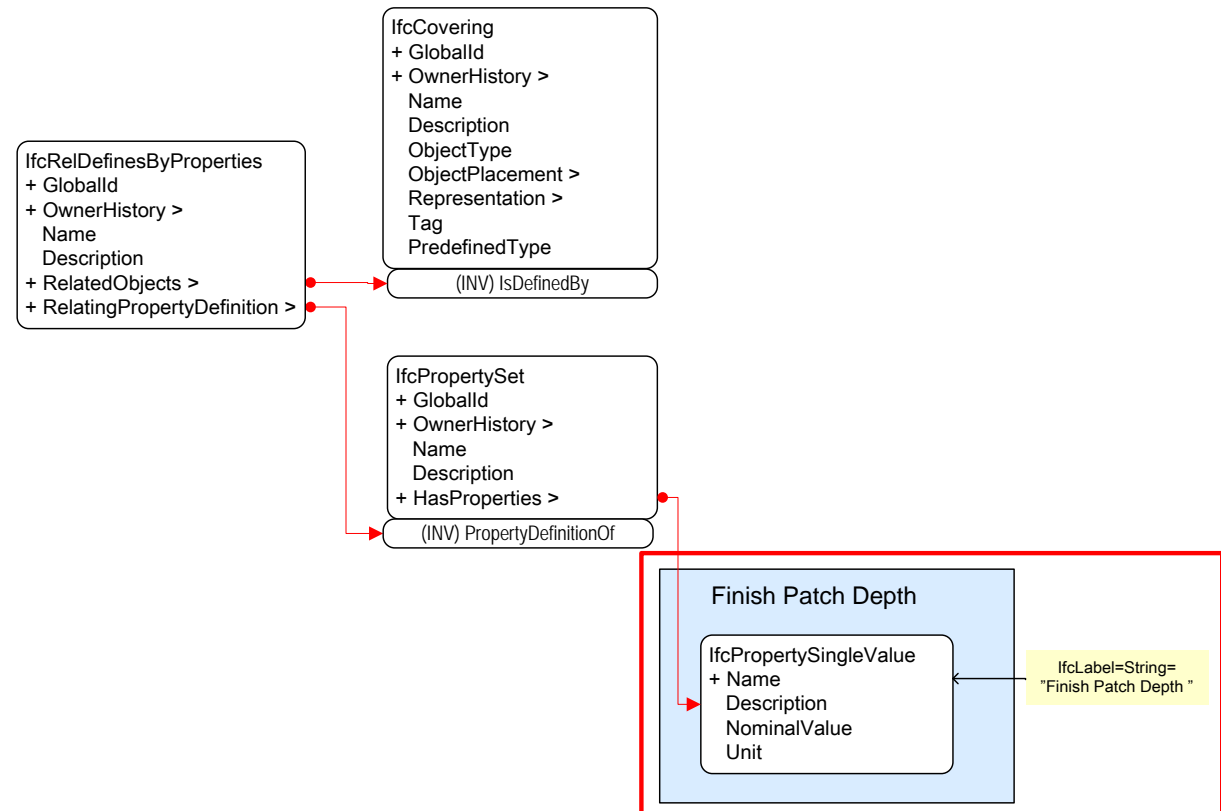 IfcCovering
+ GlobalId
+ OwnerHistory >
Name
Description
ObjectType
ObjectPlacement >
Representation >
Tag
PredefinedType
(INV) IsDefinedBy
IfcRelDefinesByProperties
+ GlobalId
+ OwnerHistory >
Name
Description
+ RelatedObjects >
+ RelatingPropertyDefinition >
IfcPropertySet
+ GlobalId
+ OwnerHistory >
Name
Description
+ HasProperties >
(INV) PropertyDefinitionOf
Finish Patch Depth
IfcPropertySingleValue
+ Name
Description
NominalValue
Unit
IfcLabel=String=
”Finish Patch Depth ”